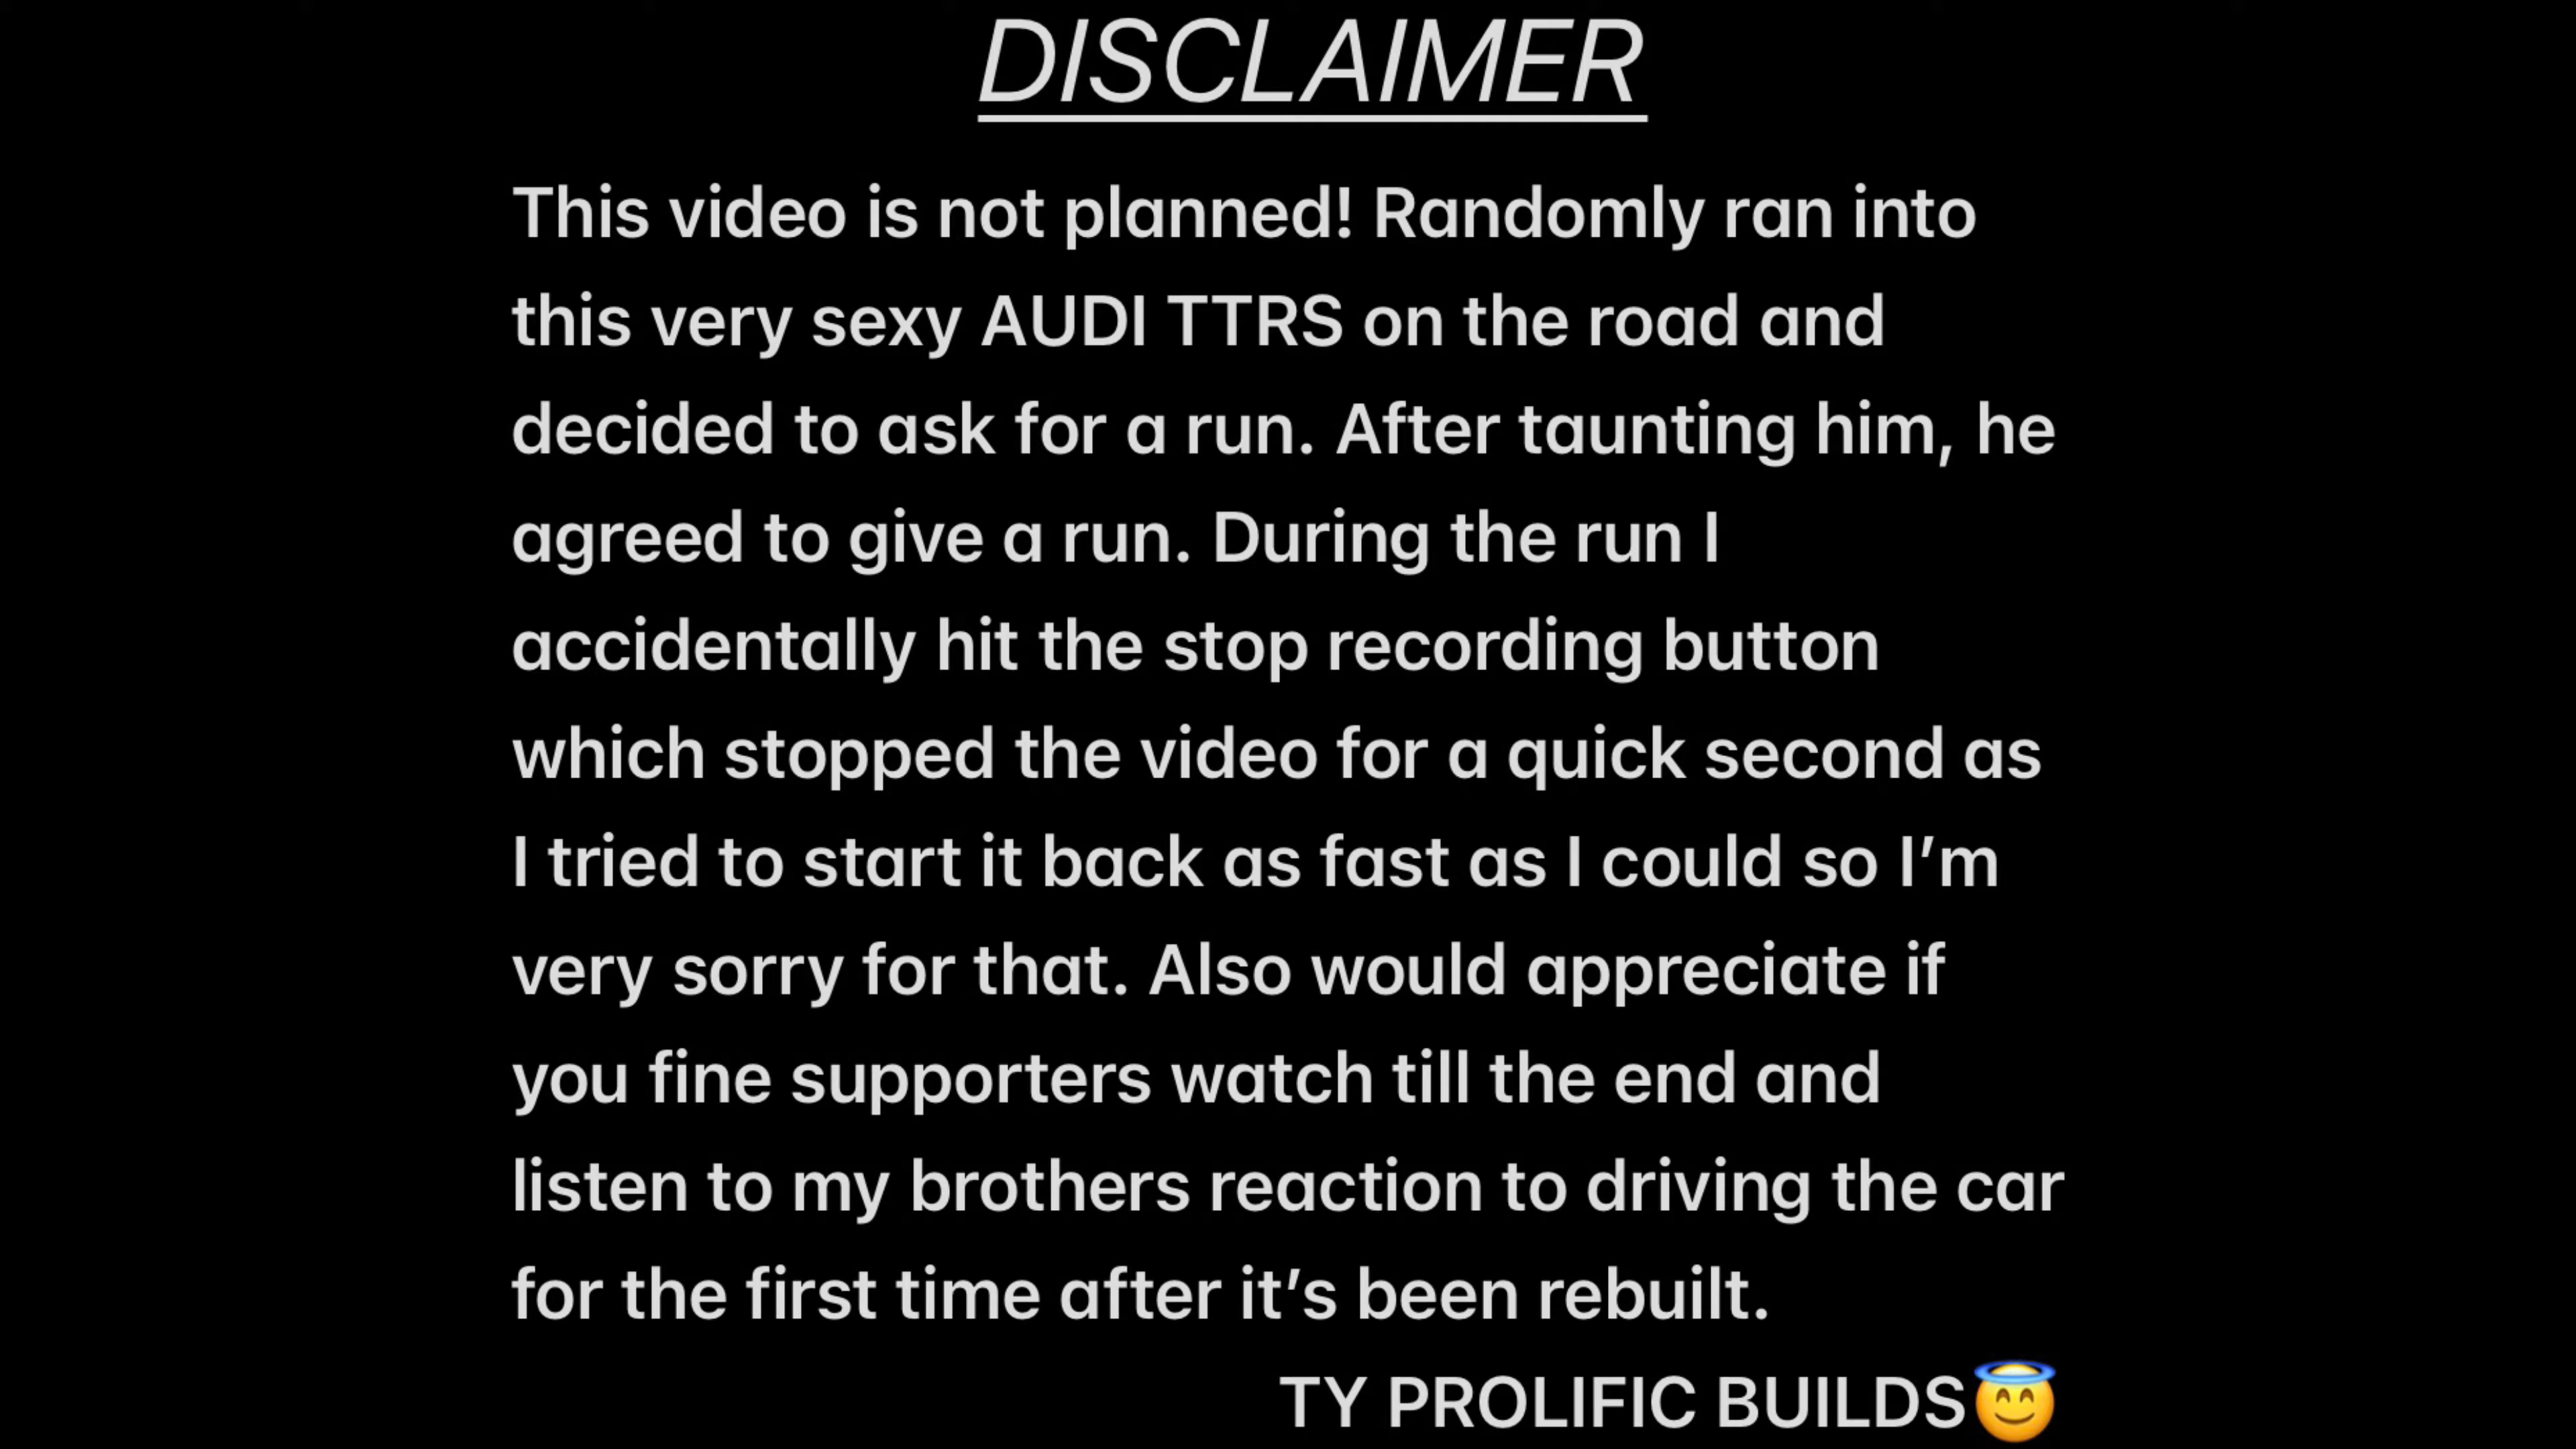 DISCLAIMER
This video is not planned! Randomly ran into
this very sexy AUDI TTRS on the road and
decided to ask for a run. After taunting him, he
agreed to give a run. During the run I
accidentally hit the stop recording button
which stopped the video for a quick second as
I tried to start it back as fast as I could so I’m
very sorry for that. Also would appreciate if
you fine supporters watch till the end and
listen to my brothers reaction to driving the car
for the first time after it’s been rebuilt.
TY PROLIFIC BUILDS😇